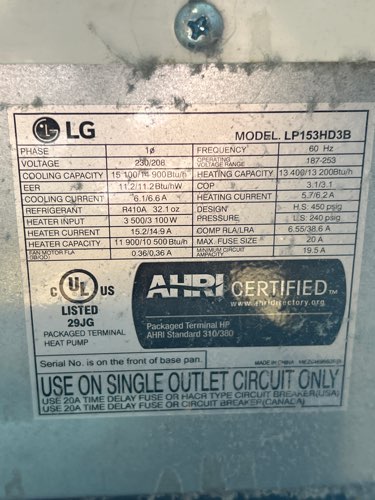 LG
MODEL. LP153HD3B
PHASE 1ø FREQUENCY 60 Hz
VOLTAGE 230/208 OPERATING VOLTAGE RANGE 187-253
COOLING CAPACITY 15 100/14 900Btu/h HEATING CAPACITY 13 400/13 200Btu/h
EER 11.2/11.2Btu/hW COP 3.1/3.1
COOLING CURRENT 6.1/6.6 A HEATING CURRENT 5.7/6.2 A
REFRIGERANT R410A 32.1 oz DESIGN PRESSURE H.S: 450 psig
HEATER INPUT 3 500/3 100 W L.S: 240 psig
HEATER CURRENT 15.2/14.9 A COMP RLA/LRA 6.55/38.6 A
HEATER CAPACITY 11 900/10 500 Btu/h MAX. FUSE SIZE 20 A
FAN MOTOR FLA 0.36/0.36 A MINIMUM CIRCUIT AMPACITY 19.5 A
C UL US
LISTED
29JG
PACKAGED TERMINAL
HEAT PUMP
AHRI CERTIFIED™
www.ahridirectory.org
Packaged Terminal HP
AHRI Standard 310/380
Serial No. is on the front of base pan.
MADE IN CHINA
USE ON SINGLE OUTLET CIRCUIT ONLY
USE 20A TIME DELAY FUSE OR HACR TYPE CIRCUIT BREAKER(USA)
USE 20A TIME DELAY FUSE OR CIRCUIT BREAKER(CANADA)